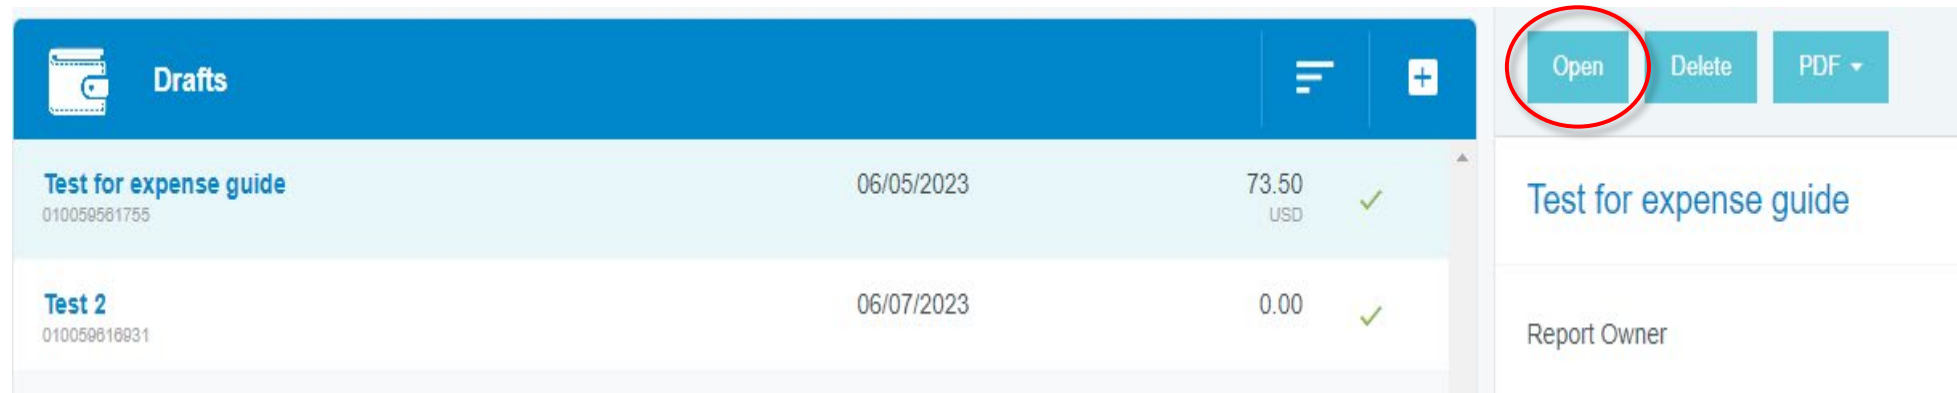 Drafts
Open Delete PDF
Test for expense guide 06/05/2023 73.50
010059561755 USD
Test 2 06/07/2023 0.00
010059616931
Test for expense guide
Report Owner